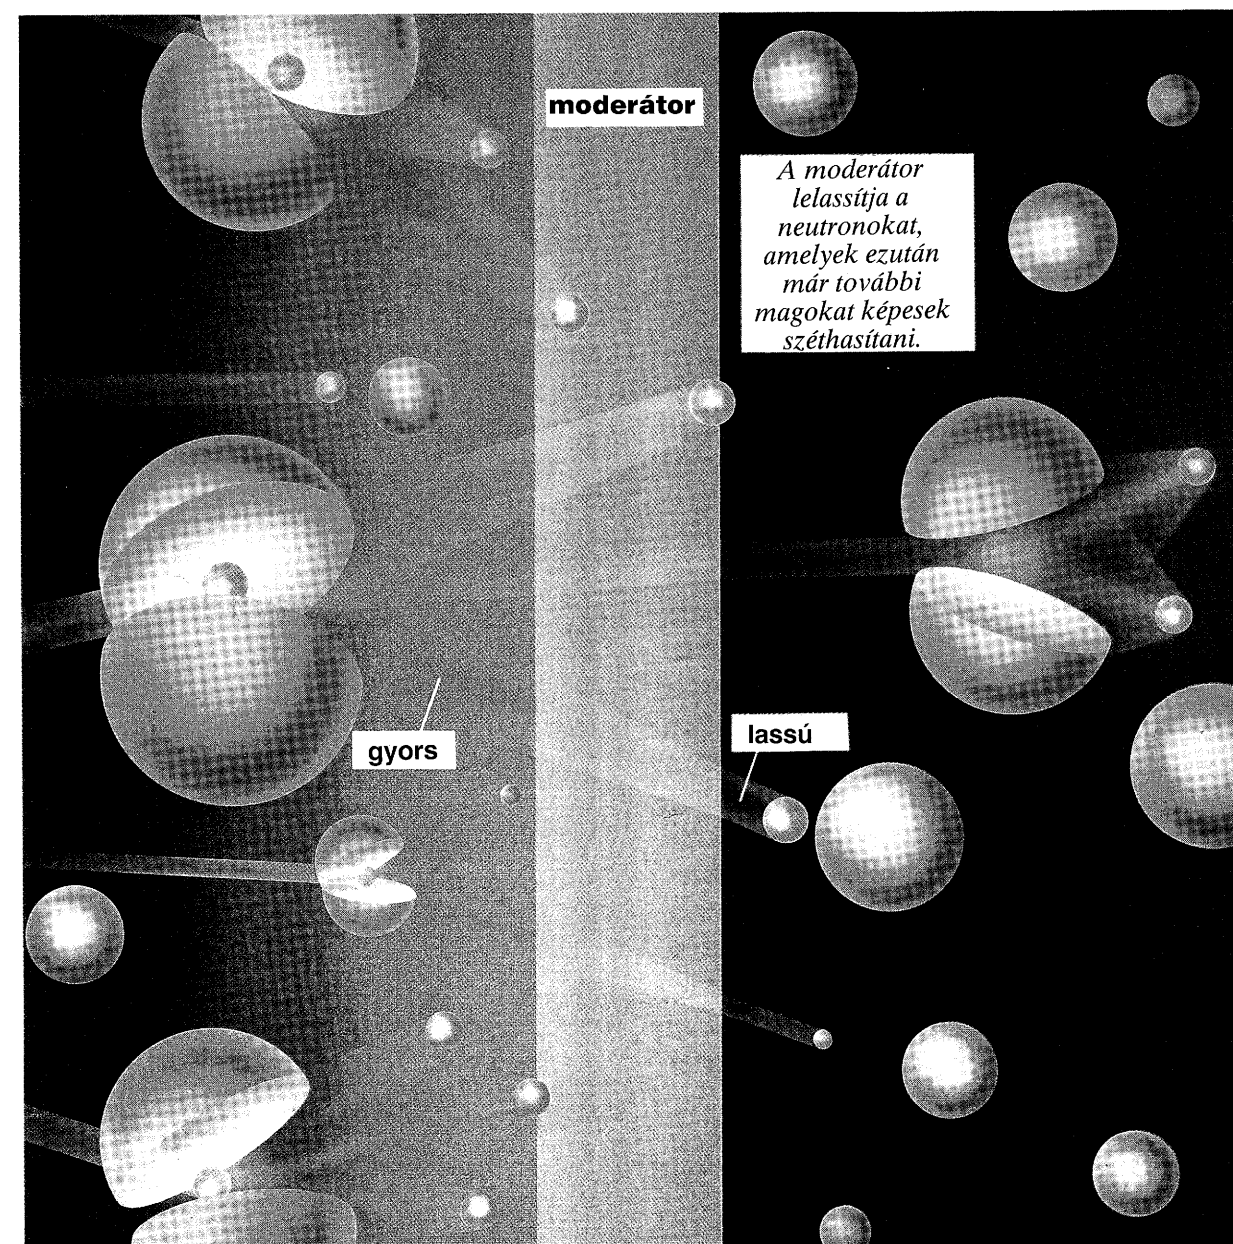 moderátor
A moderátor
lelassítja a
neutronokat,
amelyek ezután
már további
magokat képesek
széthasítani.
gyors
lassú